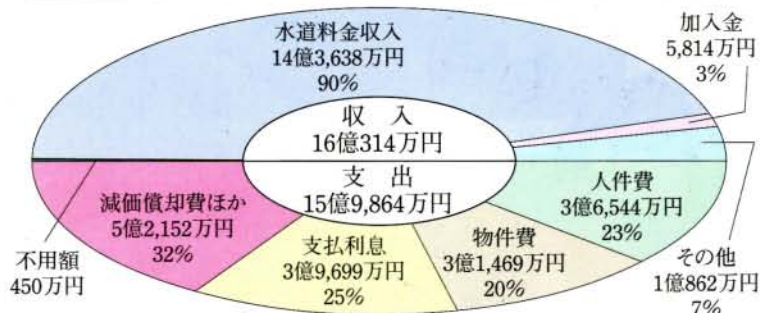 水道料金収入
14億3,638万円
90%
加入金
5,814万円
3%
収 入
16億314万円
支 出
15億9,864万円
減価償却費ほか
5億2,152万円
32%
不用額
450万円
支払利息
3億9,699万円
25%
物件費
3億1,469万円
20%
人件費
3億6,544万円
23%
その他
1億862万円
7%